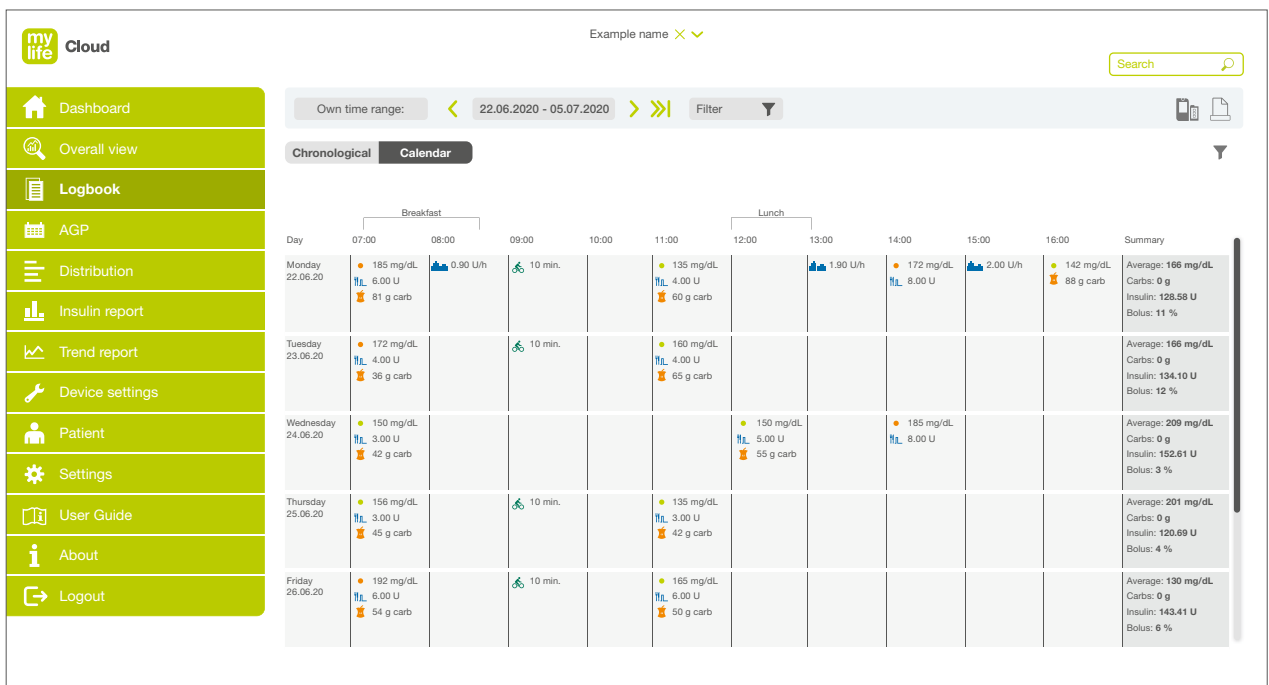 my
life
Cloud
Example name
Search
Dashboard
Overall view
Logbook
AGP
Distribution
Insulin report
Trend report
Device settings
Patient
Settings
User Guide
About
Logout
Own time range: 22.06.2020 - 05.07.2020 Filter
Chronological Calendar
Breakfast Lunch
Day 07:00 08:00 09:00 10:00 11:00 12:00 13:00 14:00 15:00 16:00 Summary
Monday 185 mg/dL 0.90 U/h 10 min. 135 mg/dL 1.90 U/h 172 mg/dL 2.00 U/h 142 mg/dL Average: 166 mg/dL
22.06.20 6.00 U 4.00 U 8.00 U 88 g carb Carbs: 0 g
81 g carb 60 g carb Insulin: 128.58 U
Bolus: 11 %
Tuesday 172 mg/dL 10 min. 160 mg/dL Average: 166 mg/dL
23.06.20 4.00 U 4.00 U Carbs: 0 g
36 g carb 65 g carb Insulin: 134.10 U
Bolus: 12 %
Wednesday 150 mg/dL 150 mg/dL 185 mg/dL Average: 209 mg/dL
24.06.20 3.00 U 5.00 U 8.00 U Carbs: 0 g
42 g carb 55 g carb Insulin: 152.61 U
Bolus: 3 %
Thursday 156 mg/dL 10 min. 135 mg/dL Average: 201 mg/dL
25.06.20 3.00 U 3.00 U Carbs: 0 g
45 g carb 42 g carb Insulin: 120.69 U
Bolus: 4 %
Friday 192 mg/dL 10 min. 165 mg/dL Average: 130 mg/dL
26.06.20 6.00 U 6.00 U Carbs: 0 g
54 g carb 50 g carb Insulin: 143.41 U
Bolus: 6 %